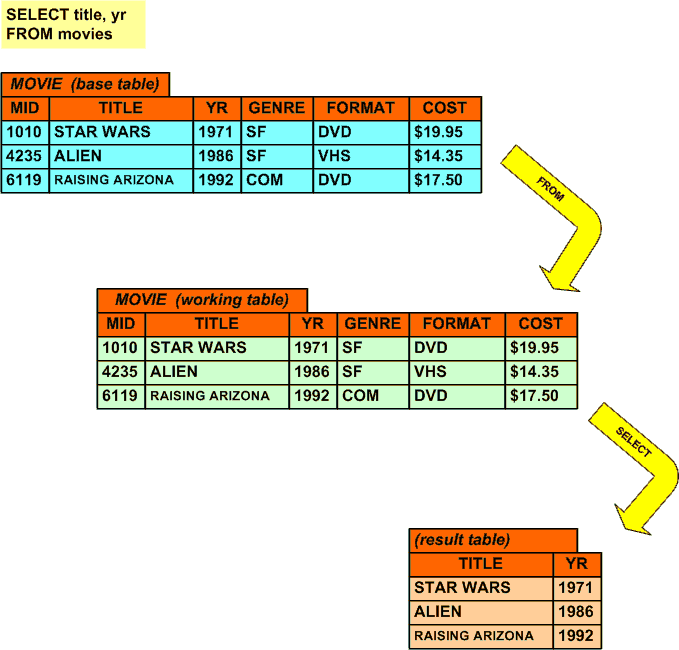 SELECT title, yr
FROM movies
MOVIE (base table)
MID TITLE YR GENRE FORMAT COST
1010 STAR WARS 1971 SF DVD $19.95
4235 ALIEN 1986 SF VHS $14.35
6119 RAISING ARIZONA 1992 COM DVD $17.50
FROM
MOVIE (working table)
MID TITLE YR GENRE FORMAT COST
1010 STAR WARS 1971 SF DVD $19.95
4235 ALIEN 1986 SF VHS $14.35
6119 RAISING ARIZONA 1992 COM DVD $17.50
SELECT
(result table)
TITLE YR
STAR WARS 1971
ALIEN 1986
RAISING ARIZONA 1992